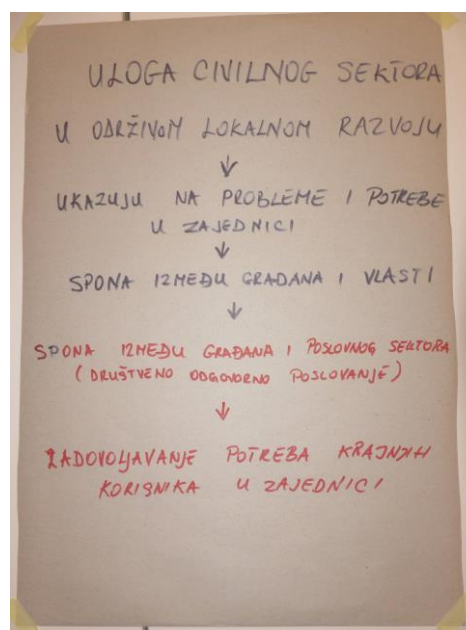 ULOGA CIVILNOG SEKTORA
U ODRŽIVOM LOKALNOM RAZVOJU
↓
UKAZUJU NA PROBLEME I POTREBE
U ZAJEDNICI
↓
SPONA IZMEĐU GRAĐANA I VLASTI
↓
SPONA IZMEĐU GRAĐANA I POSLOVNOG SEKTORA
(DRUŠTVENO ODGOVORNO POSLOVANJE)
↓
ZADOVOLJAVANJE POTREBA KRAJNJIH
KORISNIKA U ZAJEDNICI